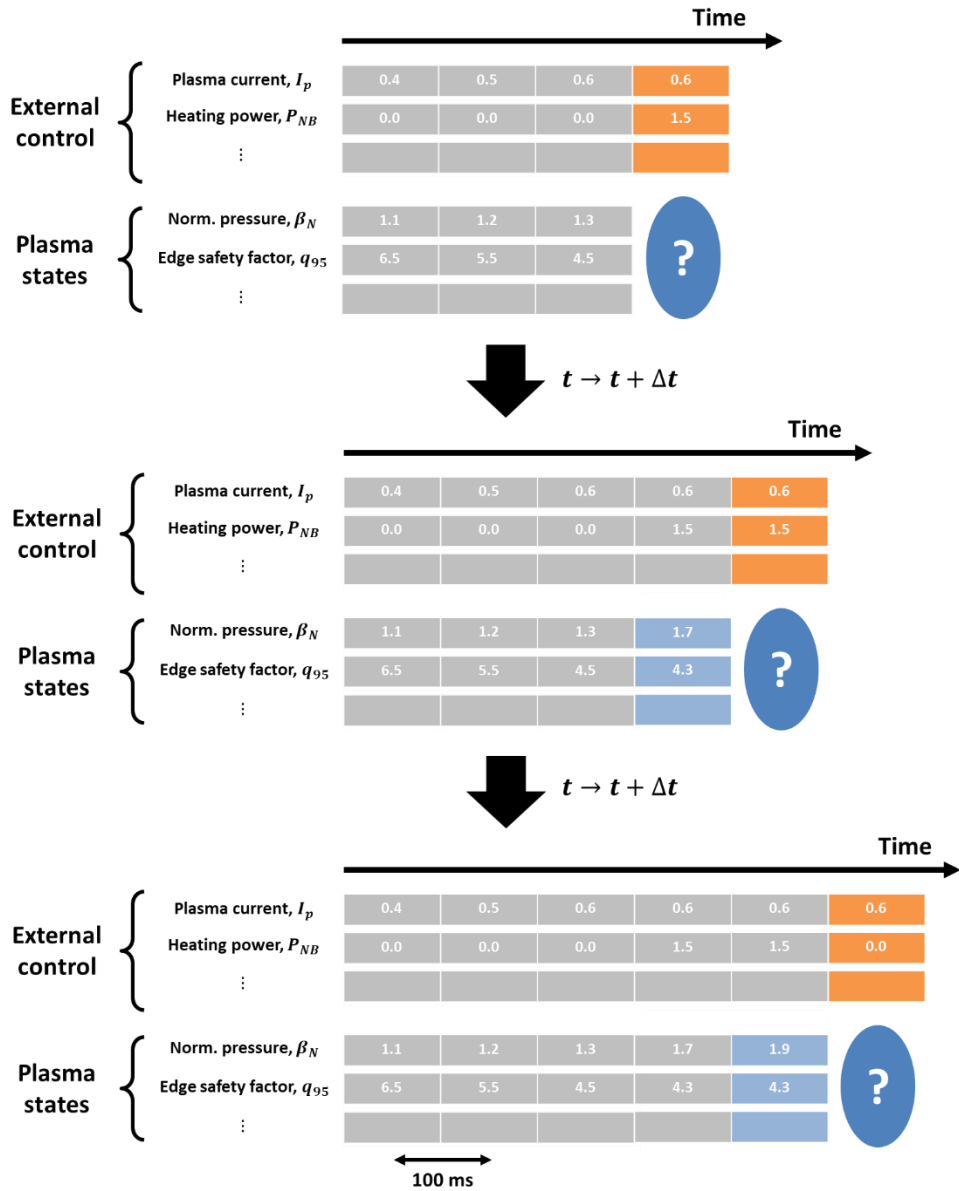 Time
External control
Plasma current, I_p 0.4 0.5 0.6 0.6
Heating power, P_NB 0.0 0.0 0.0 1.5
⋮
Plasma states
Norm. pressure, β_N 1.1 1.2 1.3
Edge safety factor, q_95 6.5 5.5 4.5
⋮
?
t → t + Δt
Time
External control
Plasma current, I_p 0.4 0.5 0.6 0.6 0.6
Heating power, P_NB 0.0 0.0 0.0 1.5 1.5
⋮
Plasma states
Norm. pressure, β_N 1.1 1.2 1.3 1.7
Edge safety factor, q_95 6.5 5.5 4.5 4.3
⋮
?
t → t + Δt
Time
External control
Plasma current, I_p 0.4 0.5 0.6 0.6 0.6 0.6
Heating power, P_NB 0.0 0.0 0.0 1.5 1.5 0.0
⋮
Plasma states
Norm. pressure, β_N 1.1 1.2 1.3 1.7 1.9
Edge safety factor, q_95 6.5 5.5 4.5 4.3 4.3
⋮
?
100 ms